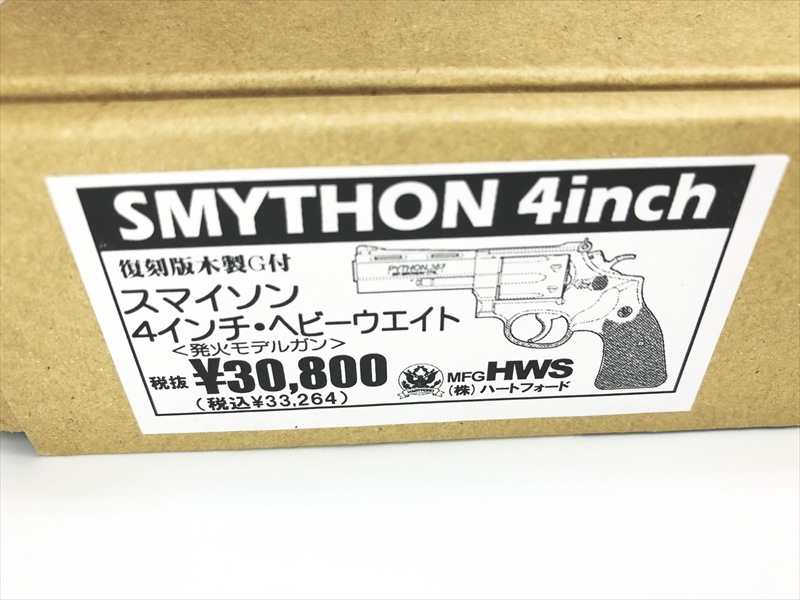 SMYTHON 4inch
復刻版木製G付
スマイソン
4インチ・ヘビーウエイト
<発火モデルガン>
税抜 ¥30,800
(税込¥33,264)
MFG HWS
(株)ハートフォード
PYTHON 357